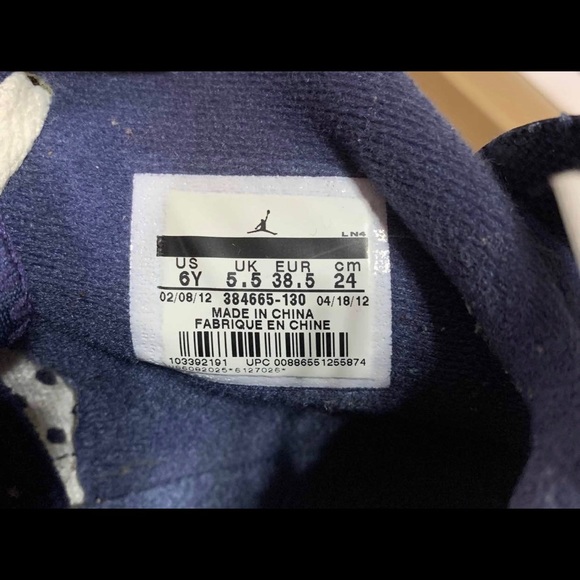 LN4
US UK EUR cm
6Y 5.5 38.5 24
02/08/12 384665-130 04/18/12
MADE IN CHINA
FABRIQUE EN CHINE
103392191 UPC 00886551255874